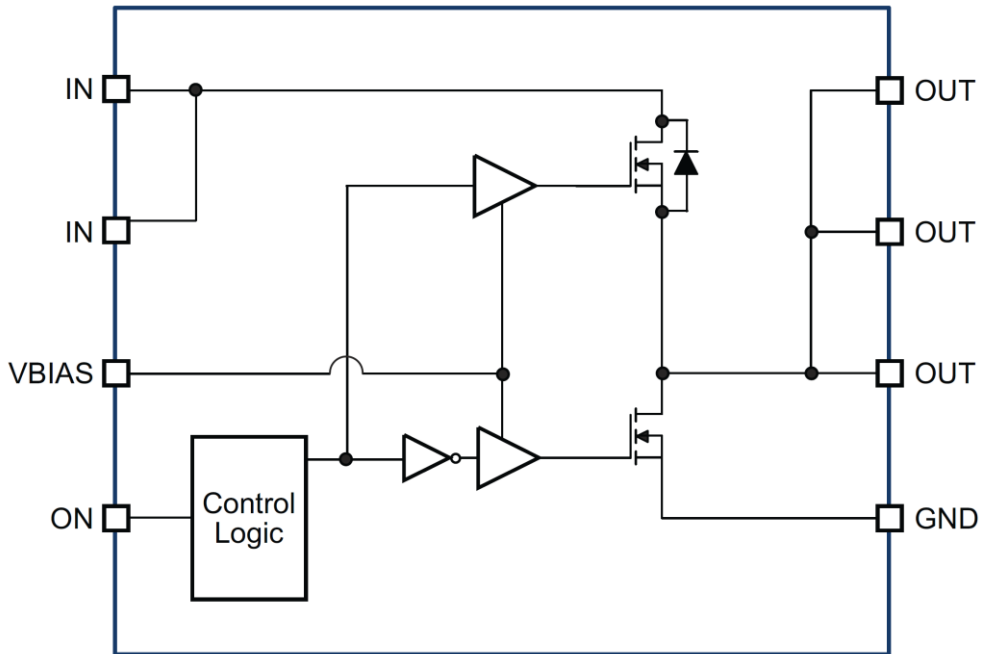 IN
OUT
IN
OUT
VBIAS
OUT
Control
Logic
ON
GND